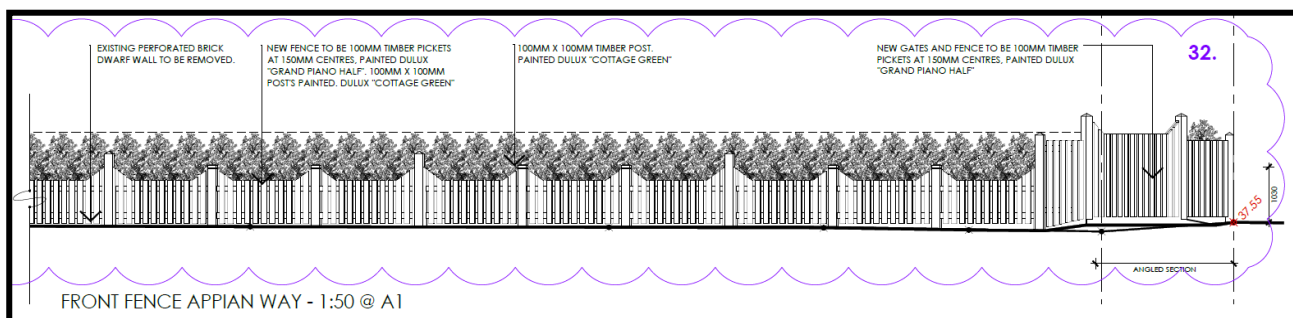 EXISTING PERFORATED BRICK
DWARF WALL TO BE REMOVED.
NEW FENCE TO BE 100MM TIMBER PICKETS
AT 150MM CENTRES, PAINTED DULUX
"GRAND PIANO HALF". 100MM X 100MM
POST'S PAINTED. DULUX "COTTAGE GREEN"
100MM X 100MM TIMBER POST.
PAINTED DULUX "COTTAGE GREEN"
NEW GATES AND FENCE TO BE 100MM TIMBER
PICKETS AT 150MM CENTRES, PAINTED DULUX
"GRAND PIANO HALF"
32.
1030
37.55
ANGLED SECTION
FRONT FENCE APPIAN WAY - 1:50 @ A1